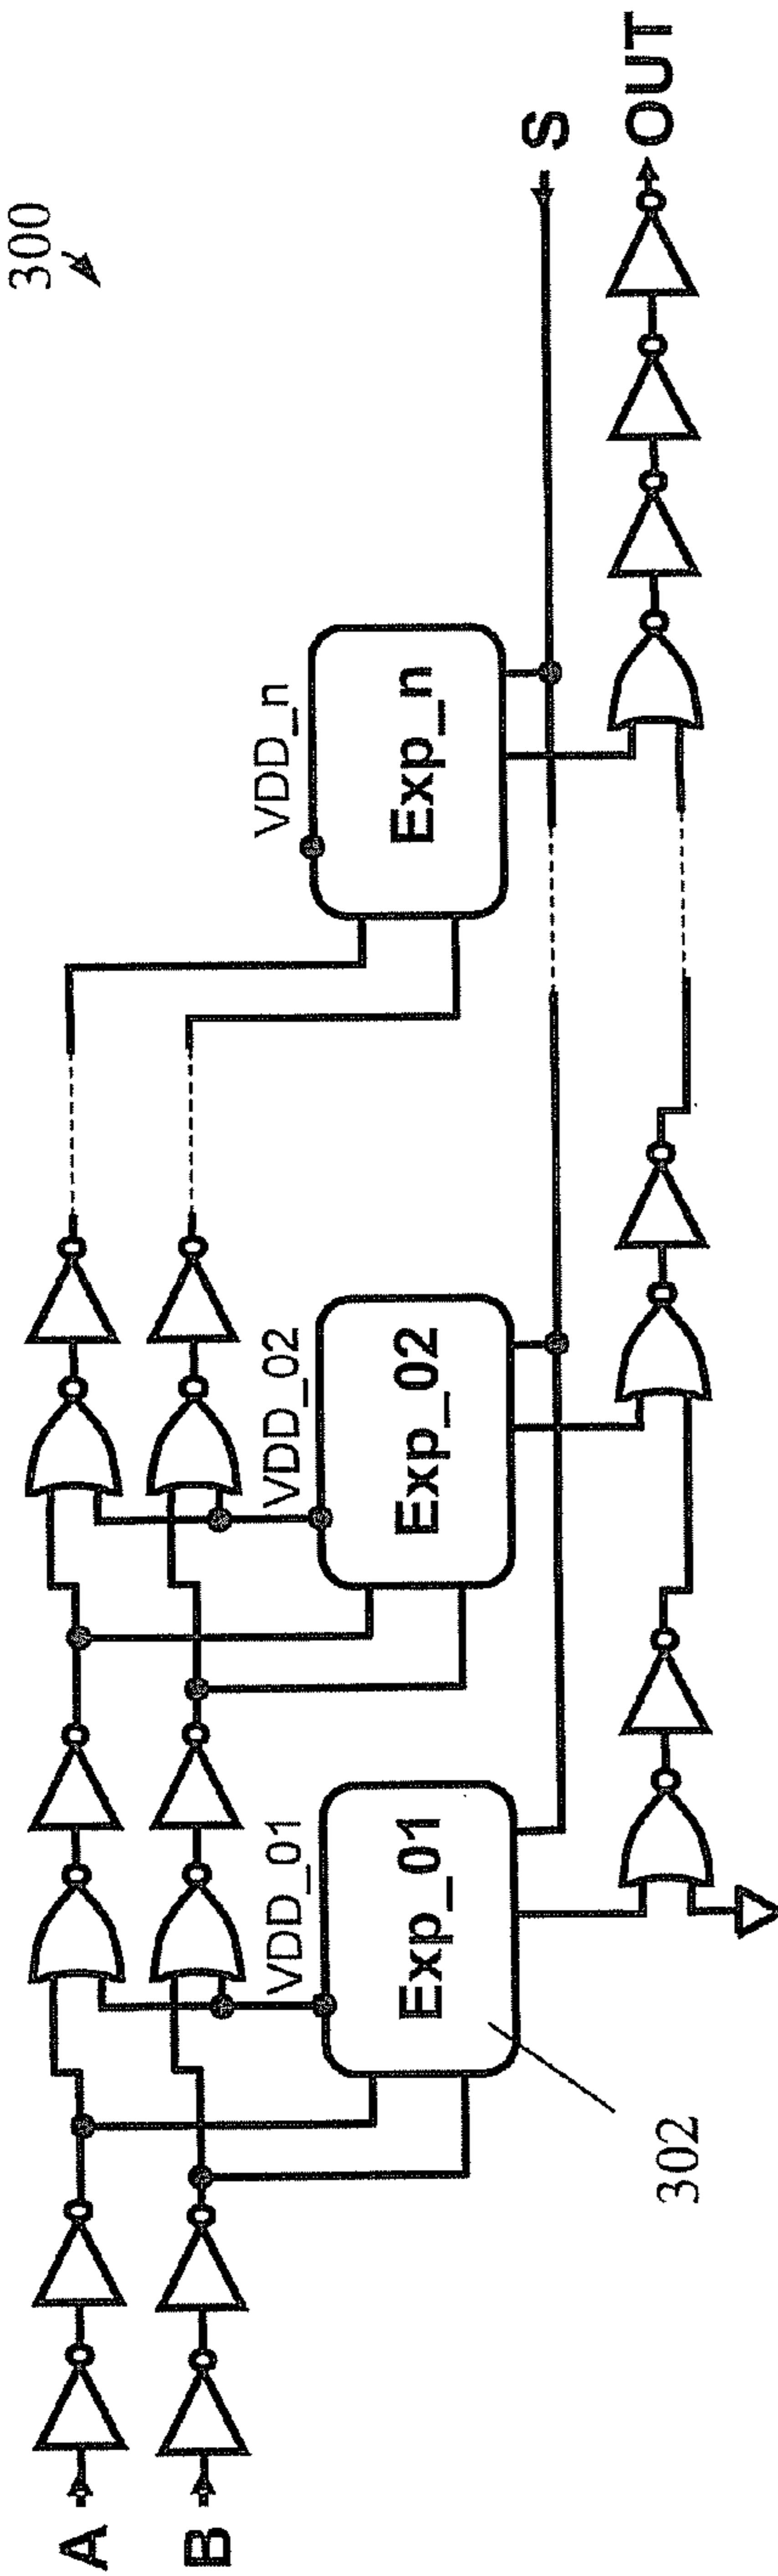 300
A
B
VDD_01
Exp_01
VDD_02
Exp_02
VDD_n
Exp_n
S
OUT
302